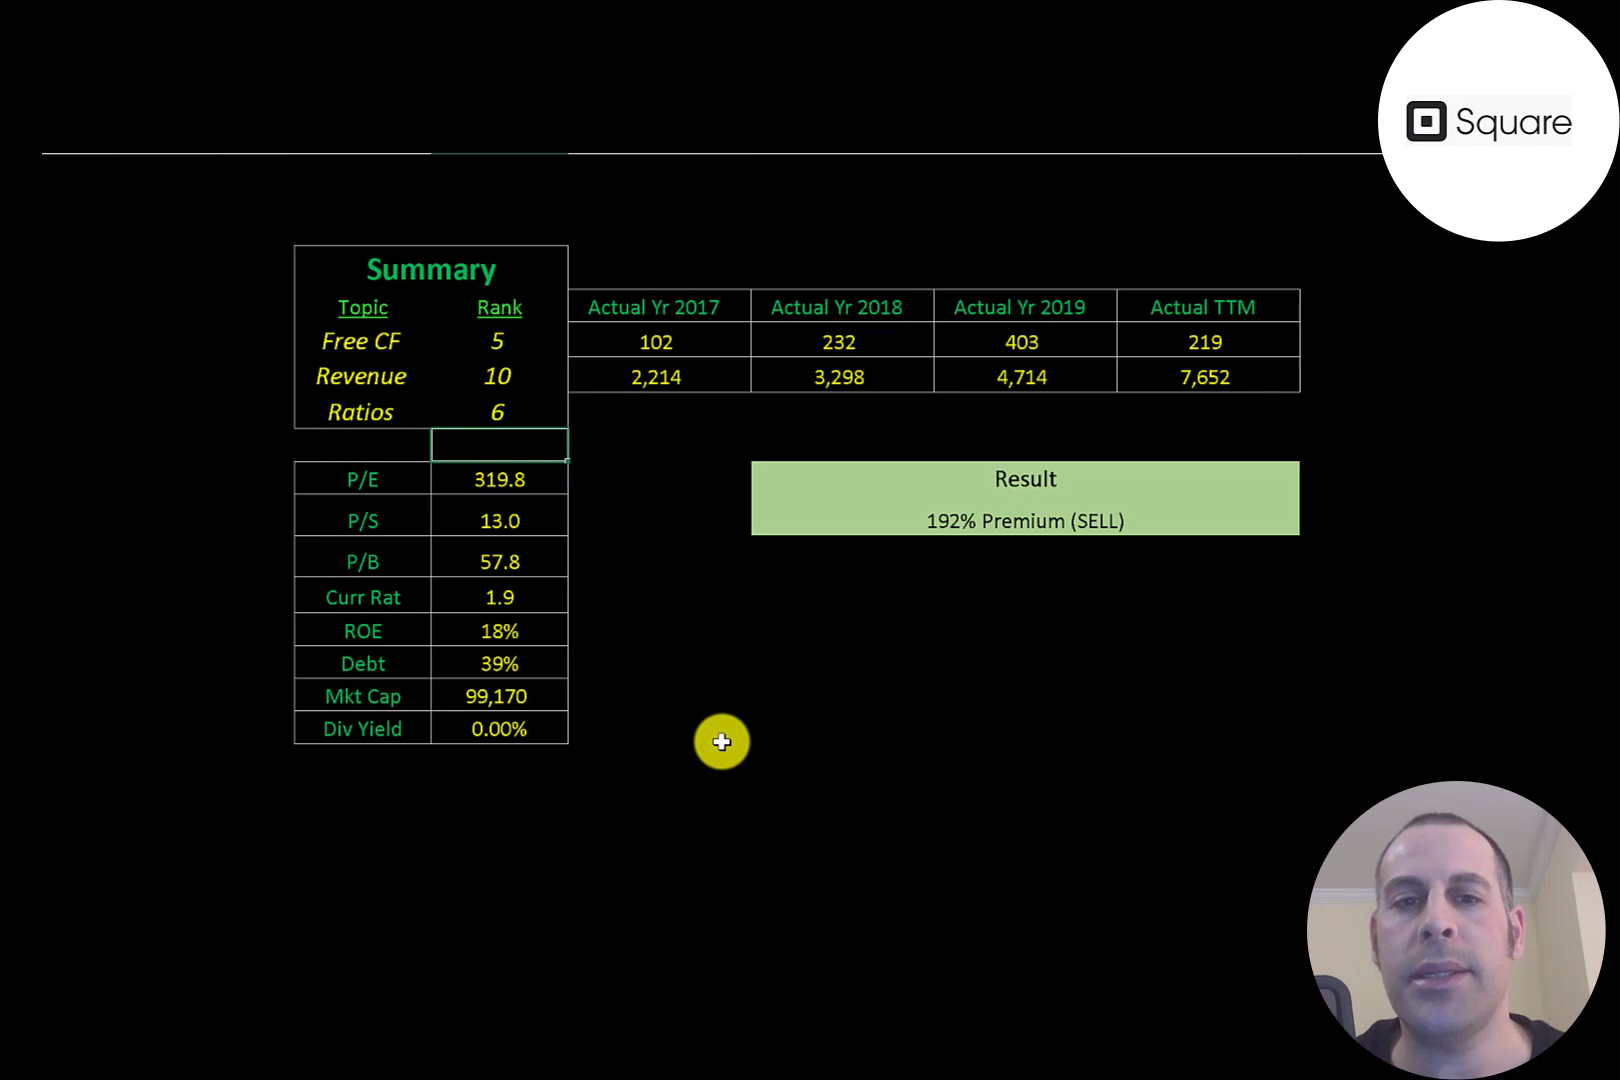 Square
Summary
Topic Rank Actual Yr 2017 Actual Yr 2018 Actual Yr 2019 Actual TTM
Free CF 5 102 232 403 219
Revenue 10 2,214 3,298 4,714 7,652
Ratios 6
P/E 319.8 Result
P/S 13.0 192% Premium (SELL)
P/B 57.8
Curr Rat 1.9
ROE 18%
Debt 39%
Mkt Cap 99,170
Div Yield 0.00%